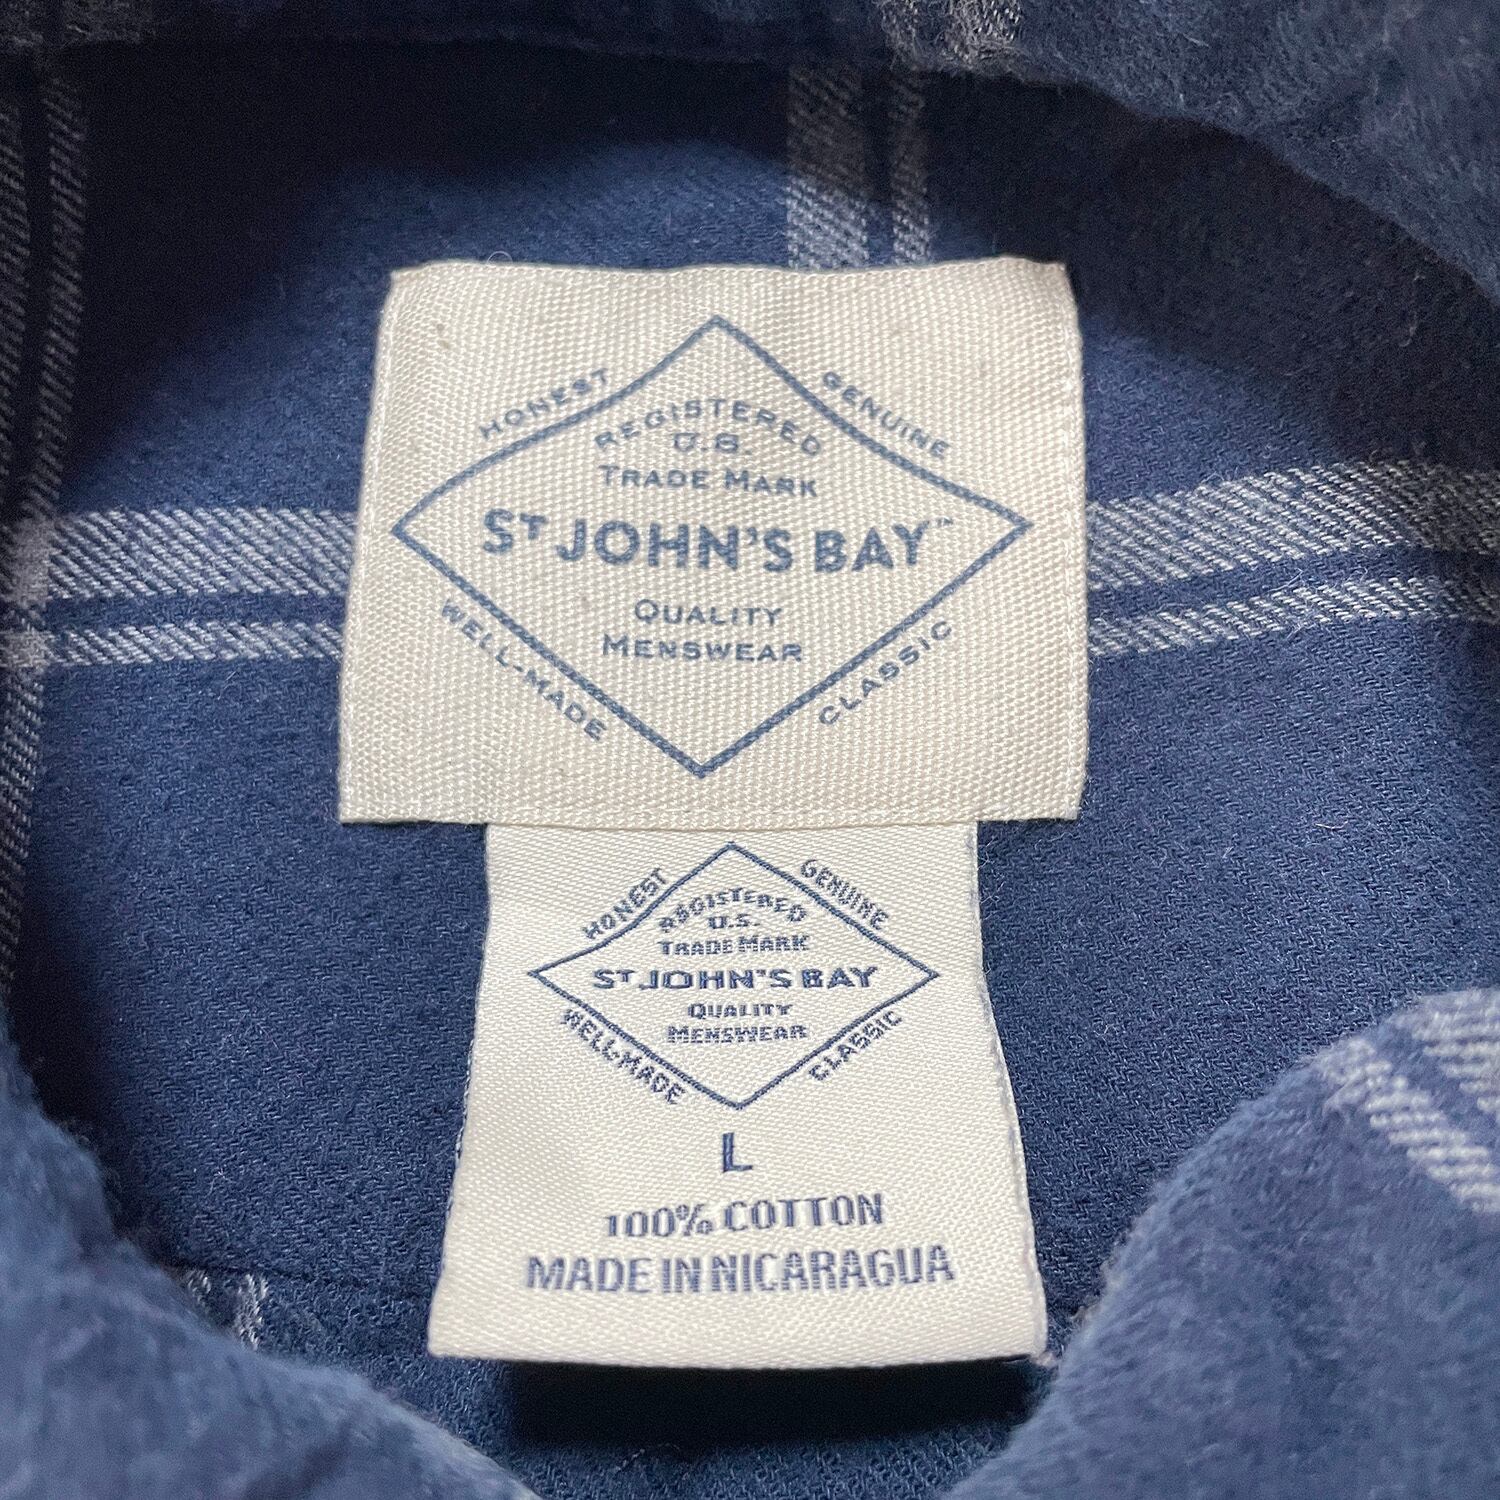 HONEST
GENUINE
REGISTERED
U.S.
TRADE MARK
ST JOHN'S BAY™
QUALITY
MENSWEAR
WELL-MADE
CLASSIC
HONEST
GENUINE
REGISTERED
U.S.
TRADE MARK
ST JOHN'S BAY
QUALITY
MENSWEAR
WELL-MADE
CLASSIC
L
100% COTTON
MADE IN NICARAGUA